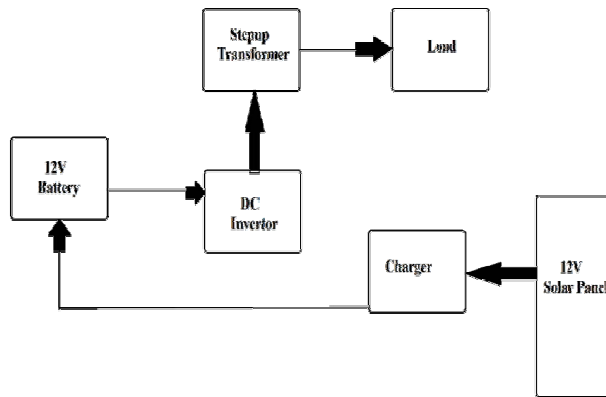 Stepup
Transformer
Load
12V
Battery
DC
Invertor
Charger
12V
Solar Panel